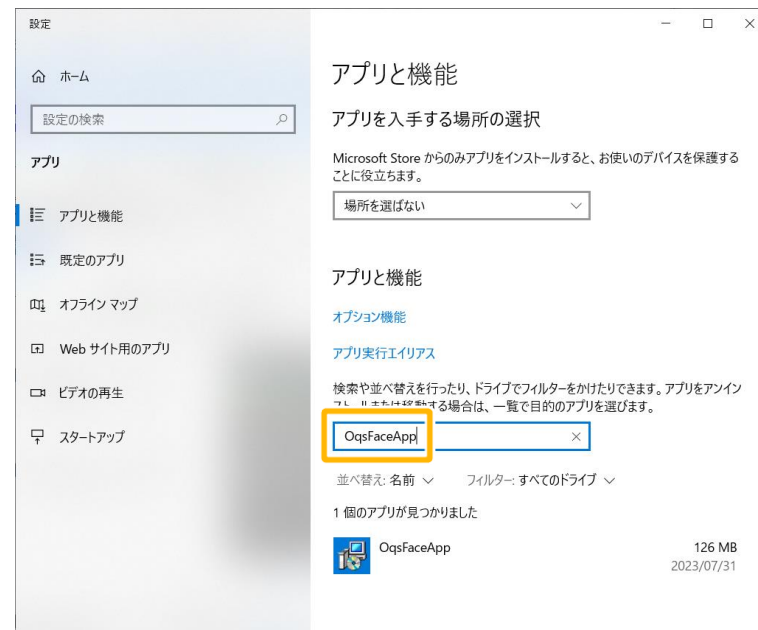 設定
ホーム
設定の検索
アプリ
アプリと機能
既定のアプリ
オフライン マップ
Web サイト用のアプリ
ビデオの再生
スタートアップ
アプリと機能
アプリを入手する場所の選択
Microsoft Store からのみアプリをインストールすると、お使いのデバイスを保護する
ことに役立ちます。
場所を選ばない
アプリと機能
オプション機能
アプリ実行エイリアス
検索や並べ替えを行ったり、ドライブでフィルターをかけたりできます。アプリをアンイン
ストールまたは移動する場合は、一覧で目的のアプリを選びます。
OqsFaceApp
並べ替え: 名前 フィルター: すべてのドライブ
1 個のアプリが見つかりました
OqsFaceApp 126 MB
2023/07/31